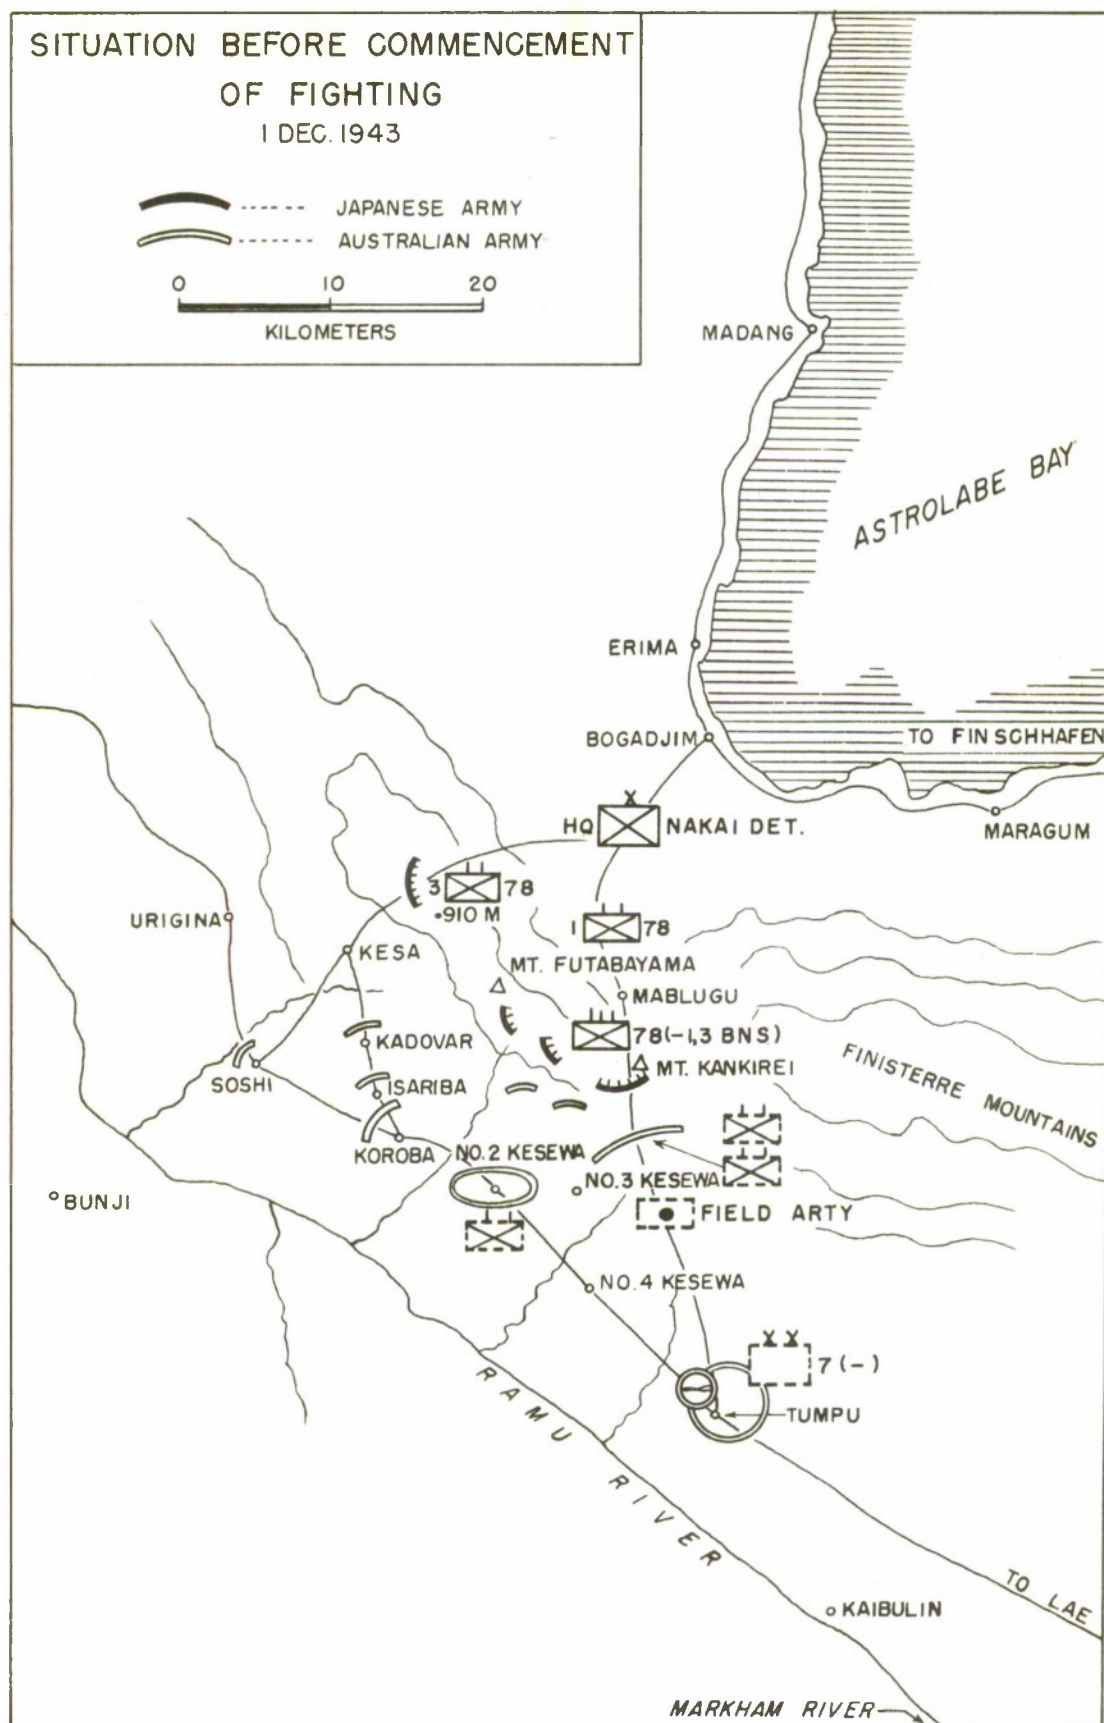 SITUATION BEFORE COMMENCEMENT
OF FIGHTING
1 DEC. 1943
JAPANESE ARMY
AUSTRALIAN ARMY
0 10 20
KILOMETERS
MADANG
ASTROLABE BAY
ERIMA
BOGADJIM
TO FINSCHHAFEN
HQ NAKAI DET.
MARAGUM
3 78
.910 M
URIGINA
1 78
KESA
MT. FUTABAYAMA
MABLUGU
78(-1,3 BNS)
KADOVAR
MT. KANKIREI
FINISTERRE MOUNTAINS
SOSHI
ISARIBA
KOROBA
NO.2 KESEWA
NO.3 KESEWA
BUNJI
FIELD ARTY
NO.4 KESEWA
7 (-)
TUMPU
RAMU RIVER
TO LAE
KAIBULIN
MARKHAM RIVER